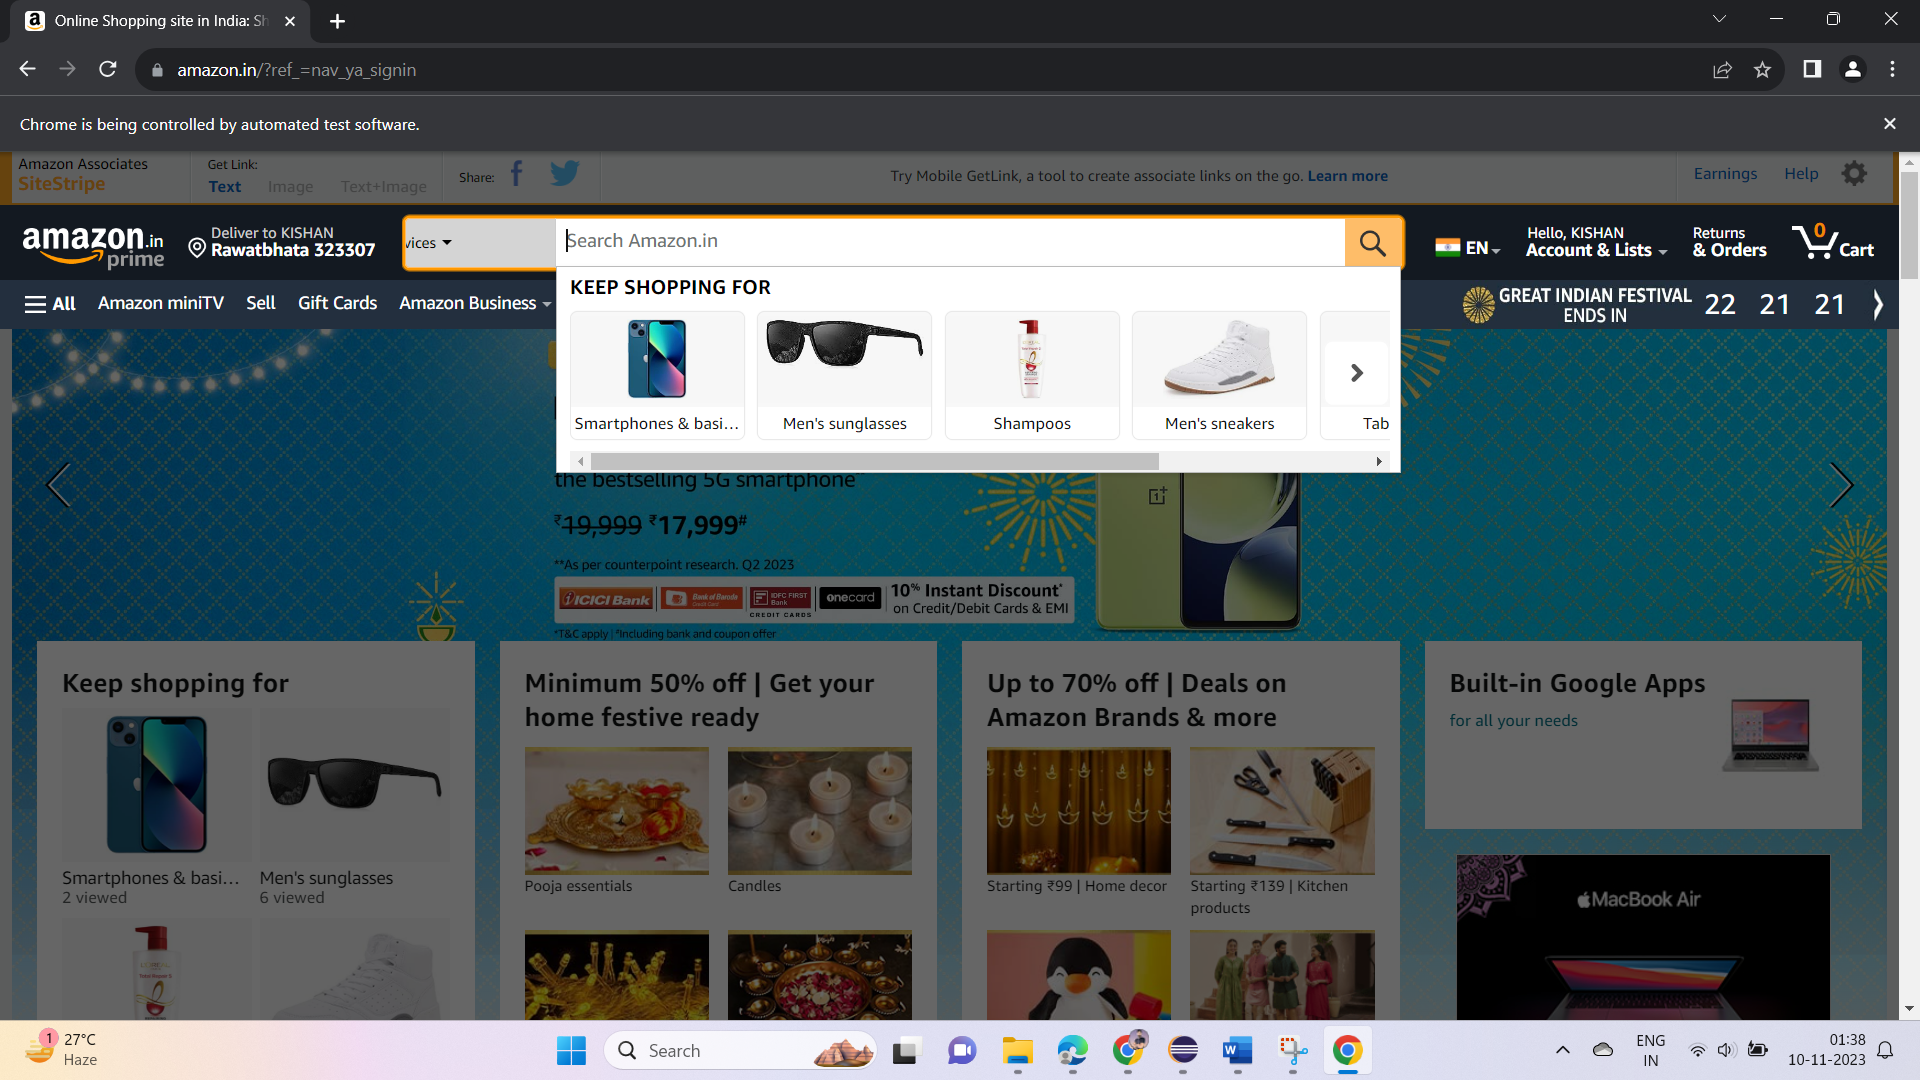 Online Shopping site in India: Sh
amazon.in/?ref_=nav_ya_signin
Chrome is being controlled by automated test software.
Amazon Associates
SiteStripe
Get Link:
Text Image Text+Image
Share:
Try Mobile GetLink, a tool to create associate links on the go. Learn more
Earnings Help
amazon.in
prime
Deliver to KISHAN
Rawatbhata 323307
vices
Search Amazon.in
EN
Hello, KISHAN
Account & Lists
Returns
& Orders
0
Cart
All Amazon miniTV Sell Gift Cards Amazon Business
GREAT INDIAN FESTIVAL
ENDS IN
22 21 21
KEEP SHOPPING FOR
Smartphones & basi...
Men's sunglasses
Shampoos
Men's sneakers
Tab
the bestselling 5G smartphone**
₹19,999 ₹17,999#
**As per counterpoint research. Q2 2023
ICICI Bank
Bank of Baroda
Credit Card
IDFC FIRST
Bank
CREDIT CARDS
onecard
10% Instant Discount*
on Credit/Debit Cards & EMI
*T&C apply | #Including bank and coupon offer
Keep shopping for
Smartphones & basi...
2 viewed
Men's sunglasses
6 viewed
Minimum 50% off | Get your
home festive ready
Pooja essentials
Candles
Up to 70% off | Deals on
Amazon Brands & more
Starting ₹99 | Home decor
Starting ₹139 | Kitchen
products
Built-in Google Apps
for all your needs
MacBook Air
1
27°C
Haze
Search
ENG
IN
01:38
10-11-2023